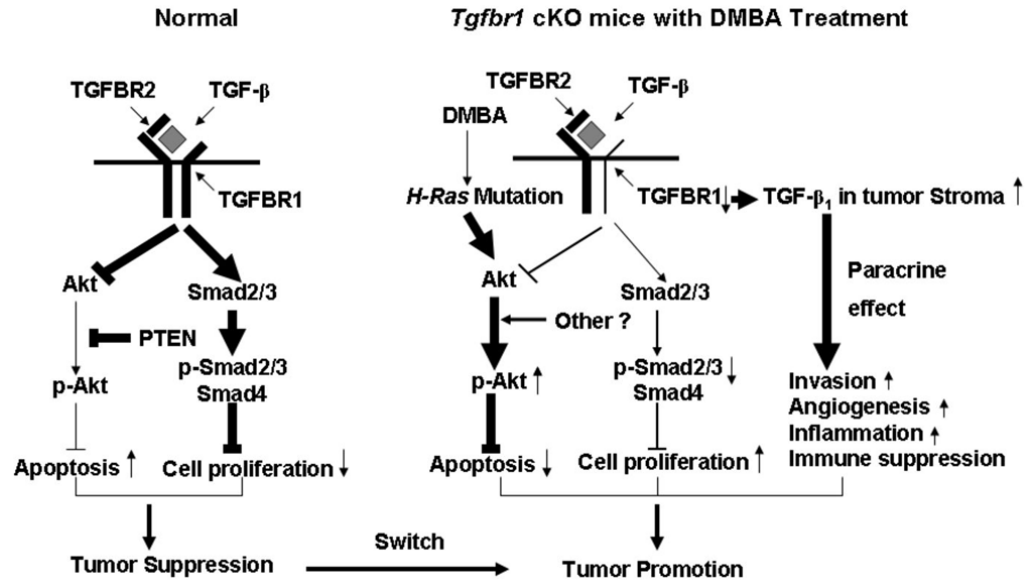 Normal
Tgfbr1 cKO mice with DMBA Treatment
TGFBR2
TGF-β
TGFBR1
Akt
Smad2/3
PTEN
p-Akt
p-Smad2/3
Smad4
Apoptosis ↑
Cell proliferation ↓
Tumor Suppression
Switch
TGFBR2
TGF-β
DMBA
H-Ras Mutation
TGFBR1↓
TGF-β₁ in tumor Stroma ↑
Akt
Smad2/3
Paracrine
effect
Other ?
p-Akt ↑
p-Smad2/3 ↓
Smad4
Invasion ↑
Angiogenesis ↑
Inflammation ↑
Immune suppression
Apoptosis ↓
Cell proliferation ↑
Tumor Promotion